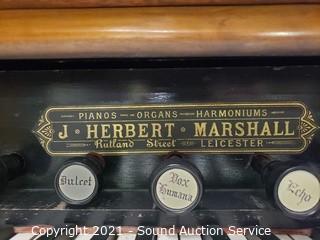 PIANOS · ORGANS · HARMONIUMS
J · HERBERT · MARSHALL
Rutland Street LEICESTER
Dulcet
Vox
Humana
Echo
Copyright 2021 - Sound Auction Service